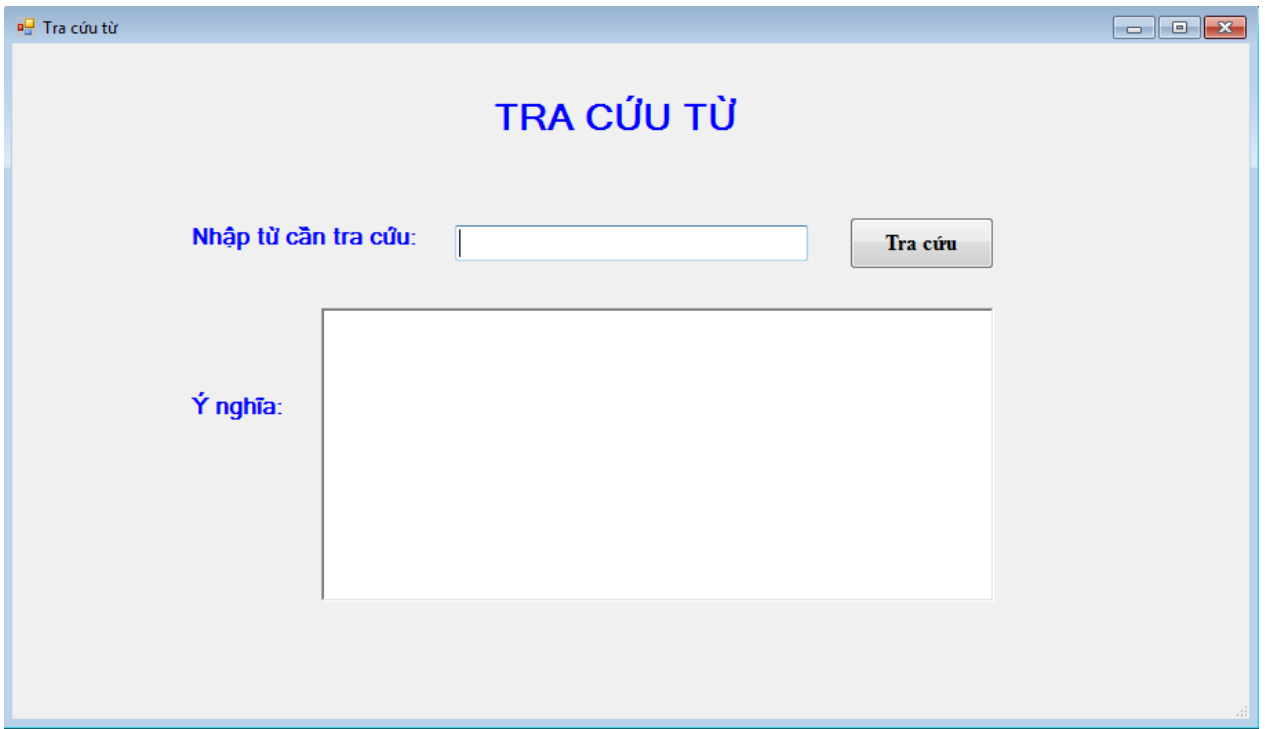 Tra cứu từ
TRA CỨU TỪ
Nhập từ cần tra cứu:
Tra cứu
Ý nghĩa: